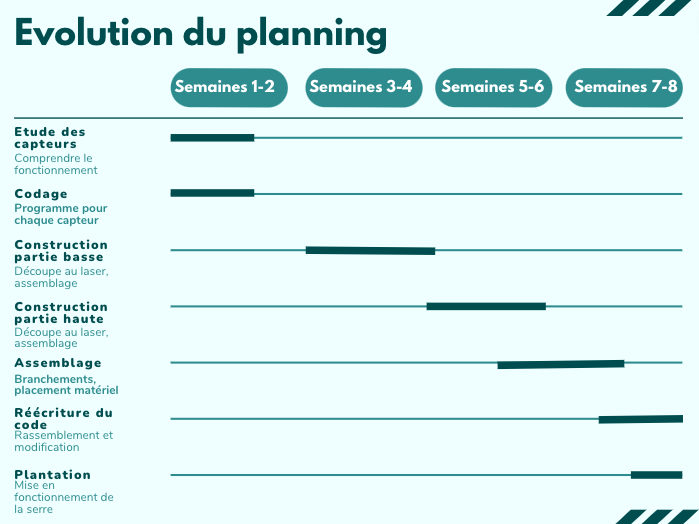 Evolution du planning
Semaines 1-2
Semaines 3-4
Semaines 5-6
Semaines 7-8
Etude des
capteurs
Comprendre le
fonctionnement
Codage
Programme pour
chaque capteur
Construction
partie basse
Découpe au laser,
assemblage
Construction
partie haute
Découpe au laser,
assemblage
Assemblage
Branchements,
placement matériel
Réécriture du
code
Rassemblement et
modification
Plantation
Mise en
fonctionnement de
la serre